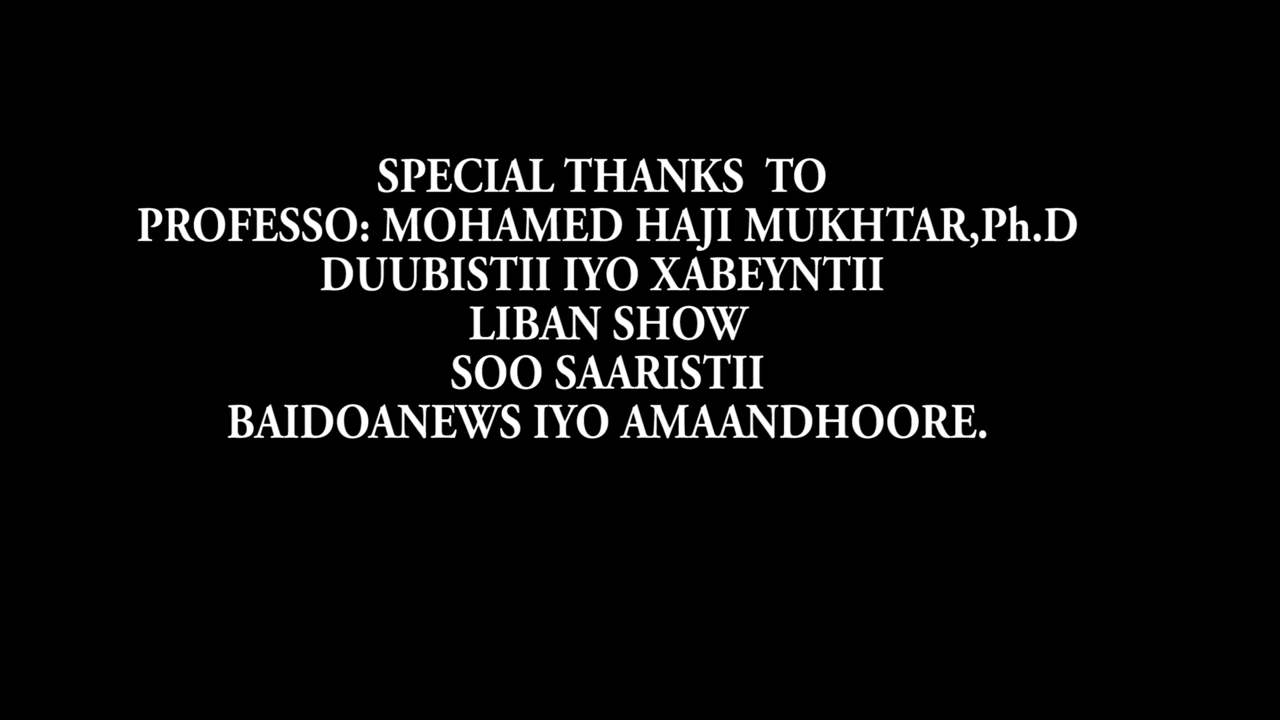 SPECIAL THANKS  TO
PROFESSO: MOHAMED HAJI MUKHTAR,Ph.D
DUUBISTII IYO XABEYNTII
LIBAN SHOW
SOO SAARISTII
BAIDOANEWS IYO AMAANDHOORE.